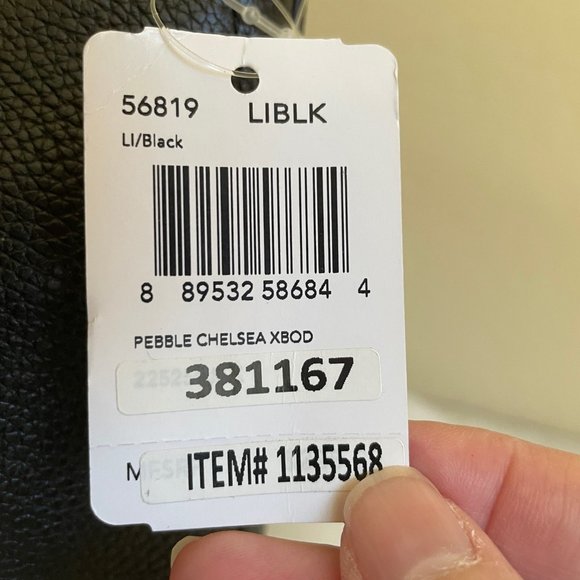 56819 LIBLK
LI/Black
8 89532 58684 4
PEBBLE CHELSEA XBOD
381167
ITEM# 1135568